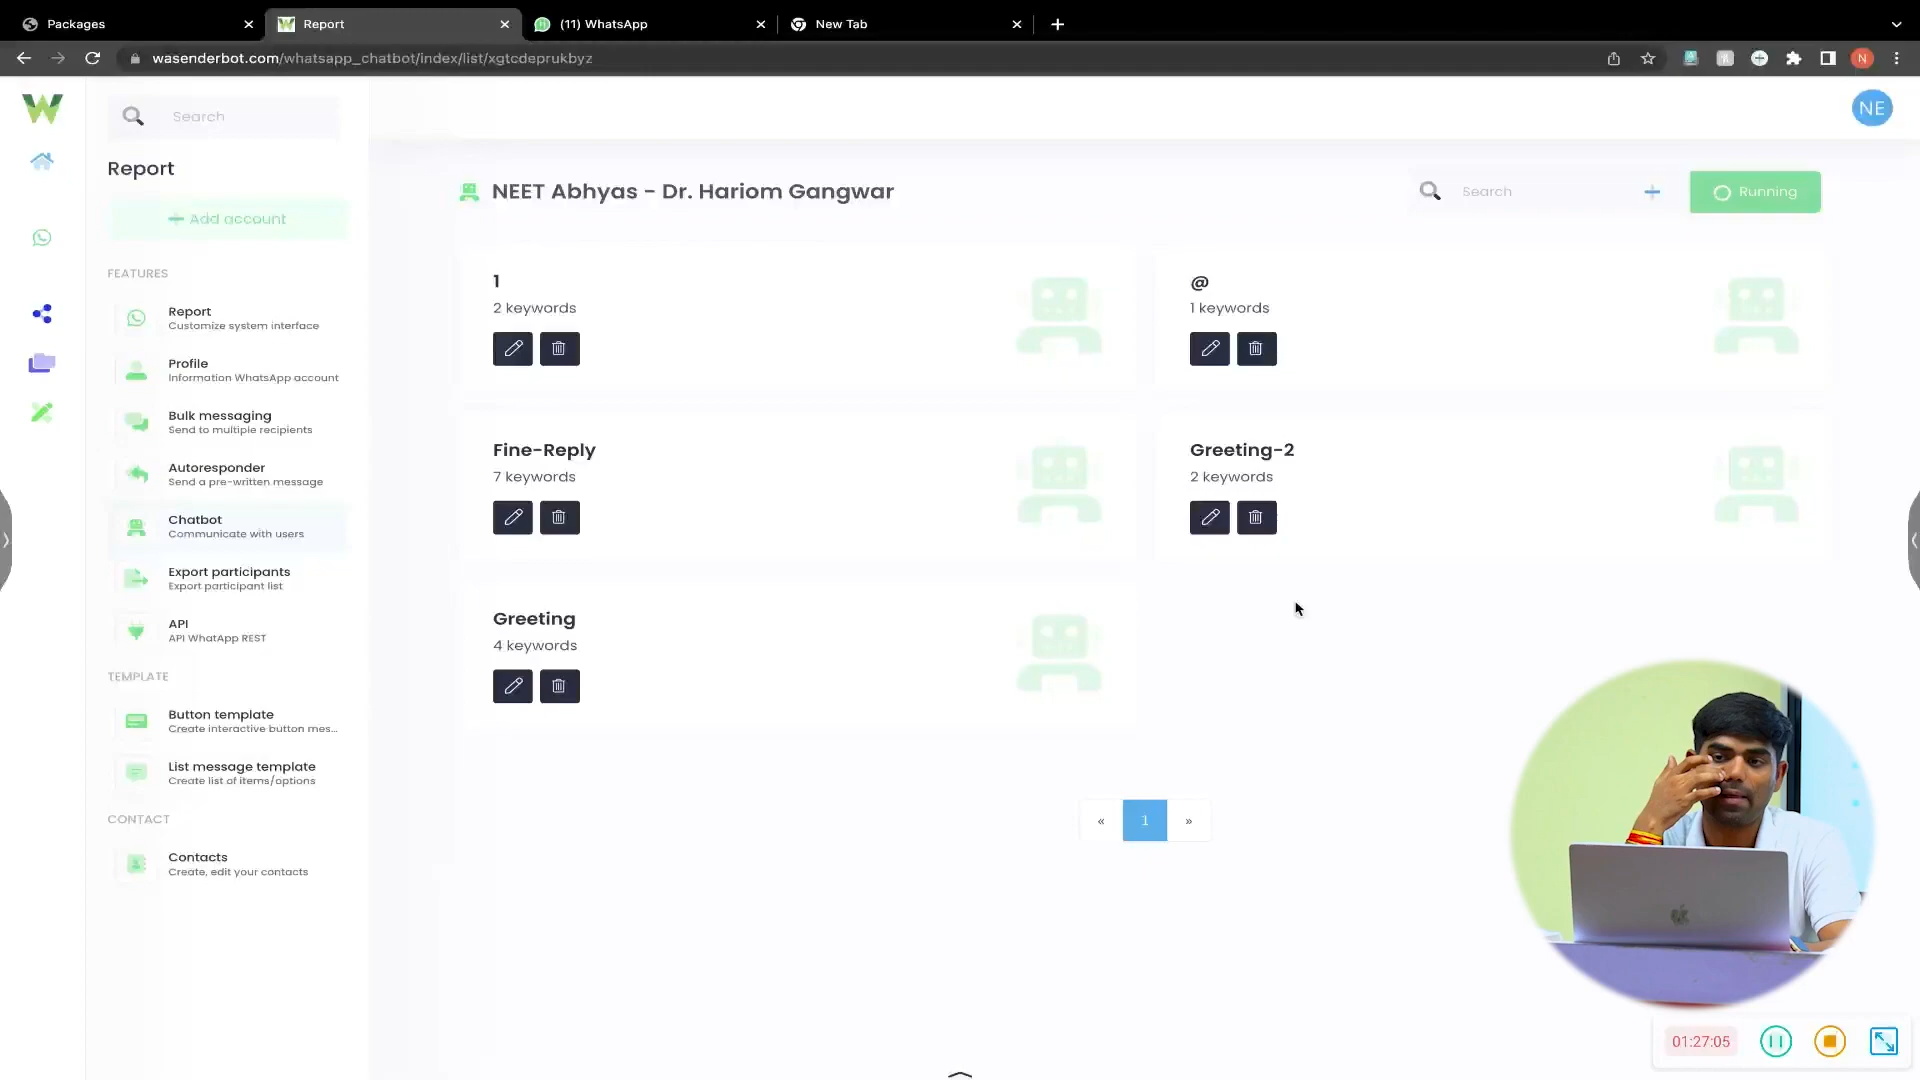 Packages
Report
(11) WhatsApp
New Tab
wasenderbot.com/whatsapp_chatbot/index/list/xgtcdeprukbyz
N
Search
NE
Report
Add account
FEATURES
Report
Customize system interface
Profile
Information WhatsApp account
Bulk messaging
Send to multiple recipients
Autoresponder
Send a pre-written message
Chatbot
Communicate with users
Export participants
Export participant list
API
API WhatApp REST
TEMPLATE
Button template
Create interactive button mes...
List message template
Create list of items/options
CONTACT
Contacts
Create, edit your contacts
NEET Abhyas - Dr. Hariom Gangwar
Search
Running
1
2 keywords
@
1 keywords
Fine-Reply
7 keywords
Greeting-2
2 keywords
Greeting
4 keywords
« 1 »
01:27:05